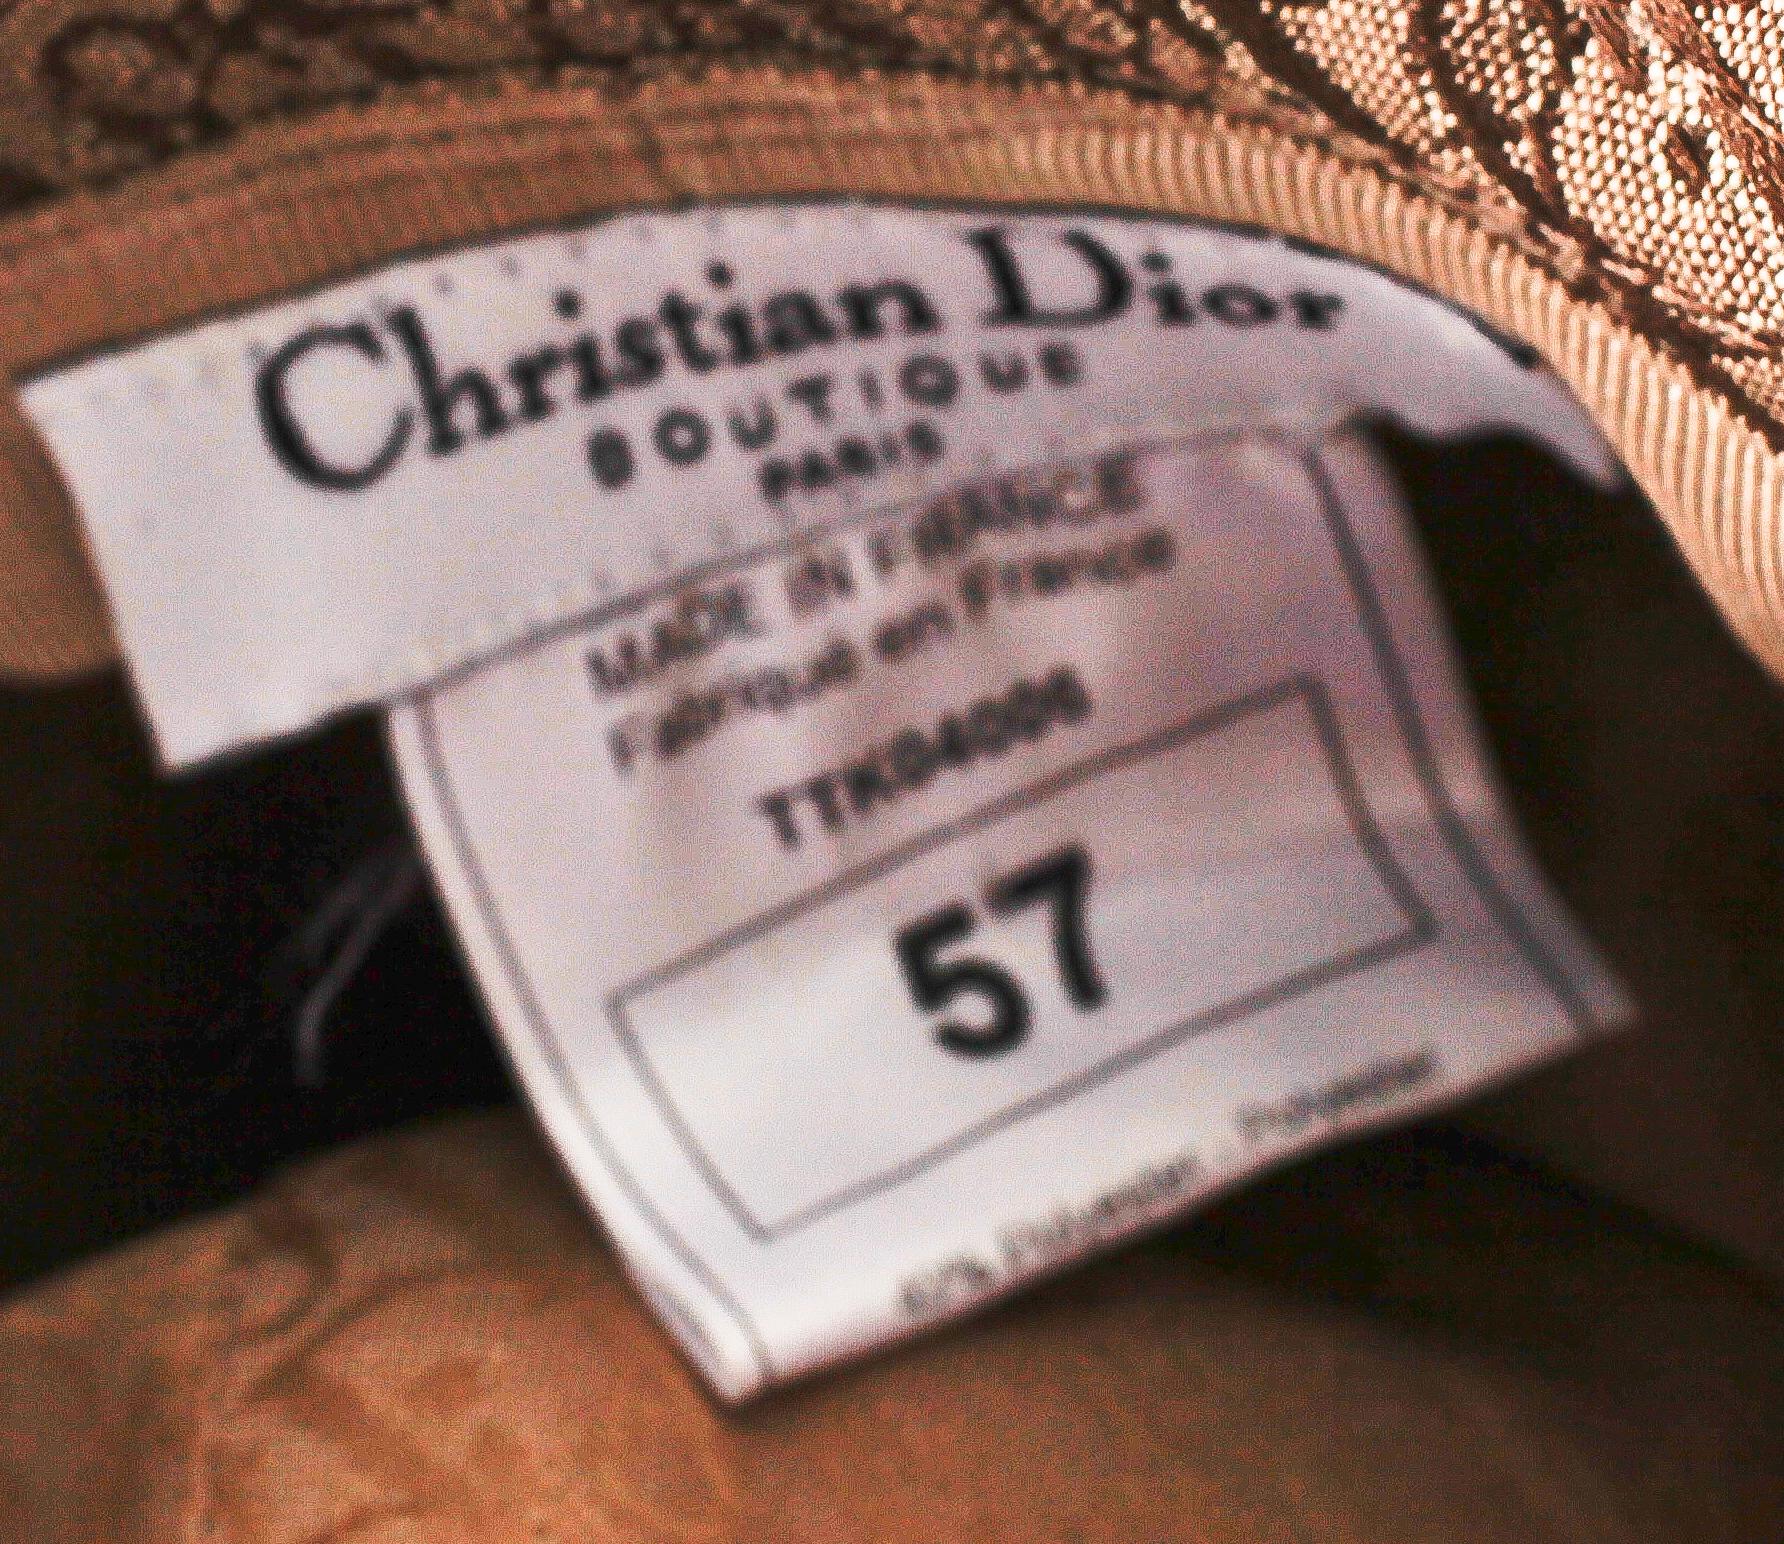 Christian Dior
BOUTIQUE
PARIS
MADE IN FRANCE
Fabriqué en France
57